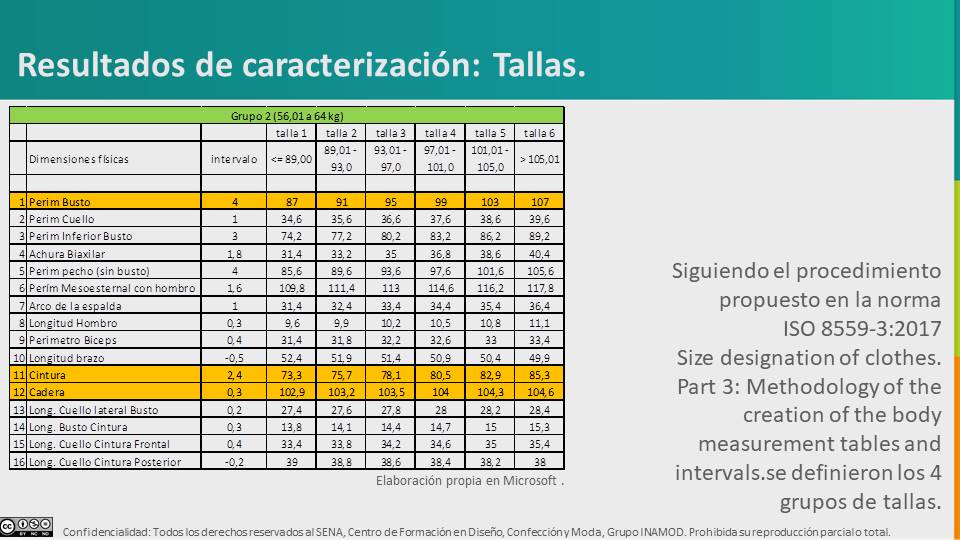 Resultados de caracterización: Tallas.
Grupo 2 (56,01 a 64 kg)
talla 1 talla 2 talla 3 talla 4 talla 5 talla 6
Dimensiones físicas intervalo <= 89,00 89,01 - 93,0 93,01 - 97,0 97,01 - 101,0 101,01 - 105,0 > 105,01
1 Perim Busto 4 87 91 95 99 103 107
2 Perim Cuello 1 34,6 35,6 36,6 37,6 38,6 39,6
3 Perim Inferior Busto 3 74,2 77,2 80,2 83,2 86,2 89,2
4 Achura Biaxilar 1,8 31,4 33,2 35 36,8 38,6 40,4
5 Perim pecho (sin busto) 4 85,6 89,6 93,6 97,6 101,6 105,6
6 Perím Mesoesternal con hombro 1,6 109,8 111,4 113 114,6 116,2 117,8
7 Arco de la espalda 1 31,4 32,4 33,4 34,4 35,4 36,4
8 Longitud Hombro 0,3 9,6 9,9 10,2 10,5 10,8 11,1
9 Perimetro Biceps 0,4 31,4 31,8 32,2 32,6 33 33,4
10 Longitud brazo -0,5 52,4 51,9 51,4 50,9 50,4 49,9
11 Cintura 2,4 73,3 75,7 78,1 80,5 82,9 85,3
12 Cadera 0,3 102,9 103,2 103,5 104 104,3 104,6
13 Long. Cuello lateral Busto 0,2 27,4 27,6 27,8 28 28,2 28,4
14 Long. Busto Cintura 0,3 13,8 14,1 14,4 14,7 15 15,3
15 Long. Cuello Cintura Frontal 0,4 33,4 33,8 34,2 34,6 35 35,4
16 Long. Cuello Cintura Posterior -0,2 39 38,8 38,6 38,4 38,2 38
Elaboración propia en Microsoft .
Siguiendo el procedimiento
propuesto en la norma
ISO 8559-3:2017
Size designation of clothes.
Part 3: Methodology of the
creation of the body
measurement tables and
intervals.se definieron los 4
grupos de tallas.
cc BY NC ND
Confidencialidad: Todos los derechos reservados al SENA, Centro de Formación en Diseño, Confección y Moda, Grupo INAMOD. Prohibida su reproducción parcial o total.